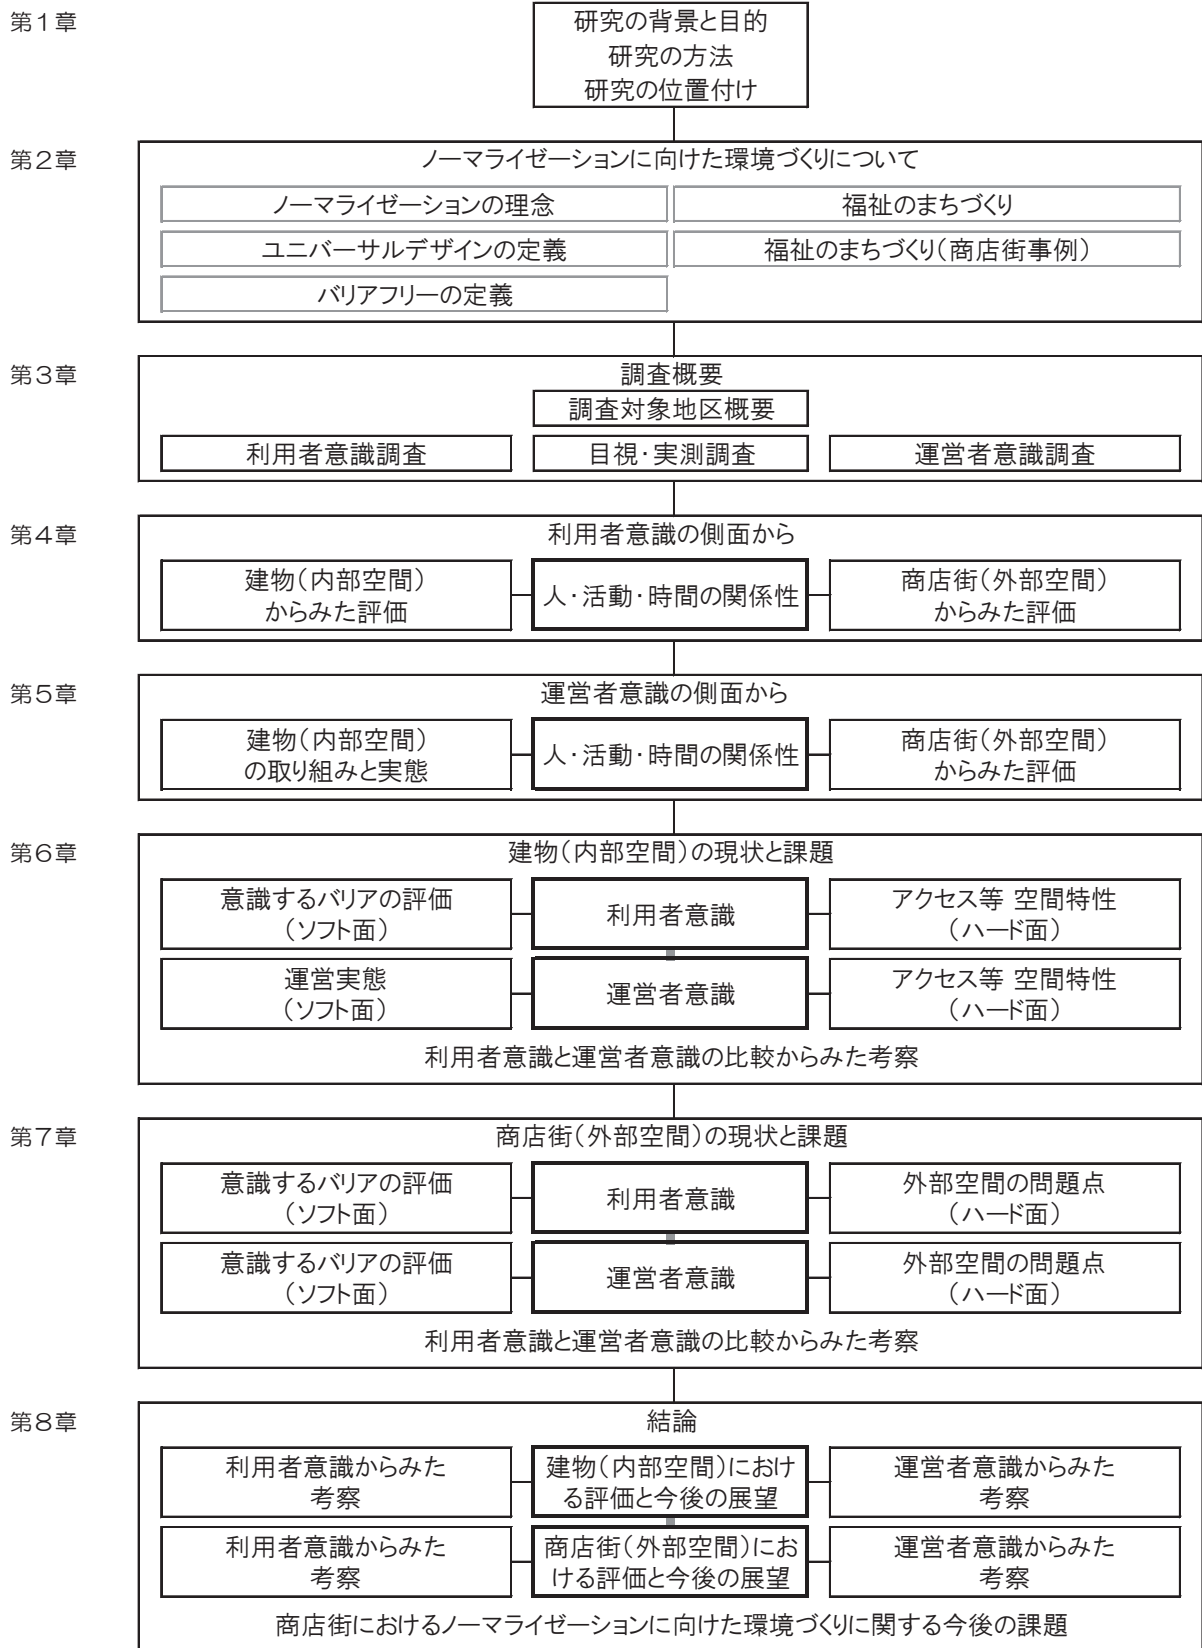 第1章
研究の背景と目的
研究の方法
研究の位置付け
第2章
ノーマライゼーションに向けた環境づくりについて
ノーマライゼーションの理念
福祉のまちづくり
ユニバーサルデザインの定義
福祉のまちづくり（商店街事例）
バリアフリーの定義
第3章
調査概要
調査対象地区概要
利用者意識調査
目視・実測調査
運営者意識調査
第4章
利用者意識の側面から
建物（内部空間）
からみた評価
人・活動・時間の関係性
商店街（外部空間）
からみた評価
第5章
運営者意識の側面から
建物（内部空間）
の取り組みと実態
人・活動・時間の関係性
商店街（外部空間）
からみた評価
第6章
建物（内部空間）の現状と課題
意識するバリアの評価
（ソフト面）
利用者意識
アクセス等 空間特性
（ハード面）
運営実態
（ソフト面）
運営者意識
アクセス等 空間特性
（ハード面）
利用者意識と運営者意識の比較からみた考察
第7章
商店街（外部空間）の現状と課題
意識するバリアの評価
（ソフト面）
利用者意識
外部空間の問題点
（ハード面）
意識するバリアの評価
（ソフト面）
運営者意識
外部空間の問題点
（ハード面）
利用者意識と運営者意識の比較からみた考察
第8章
結論
利用者意識からみた
考察
建物（内部空間）におけ
る評価と今後の展望
運営者意識からみた
考察
利用者意識からみた
考察
商店街（外部空間）にお
ける評価と今後の展望
運営者意識からみた
考察
商店街におけるノーマライゼーションに向けた環境づくりに関する今後の課題